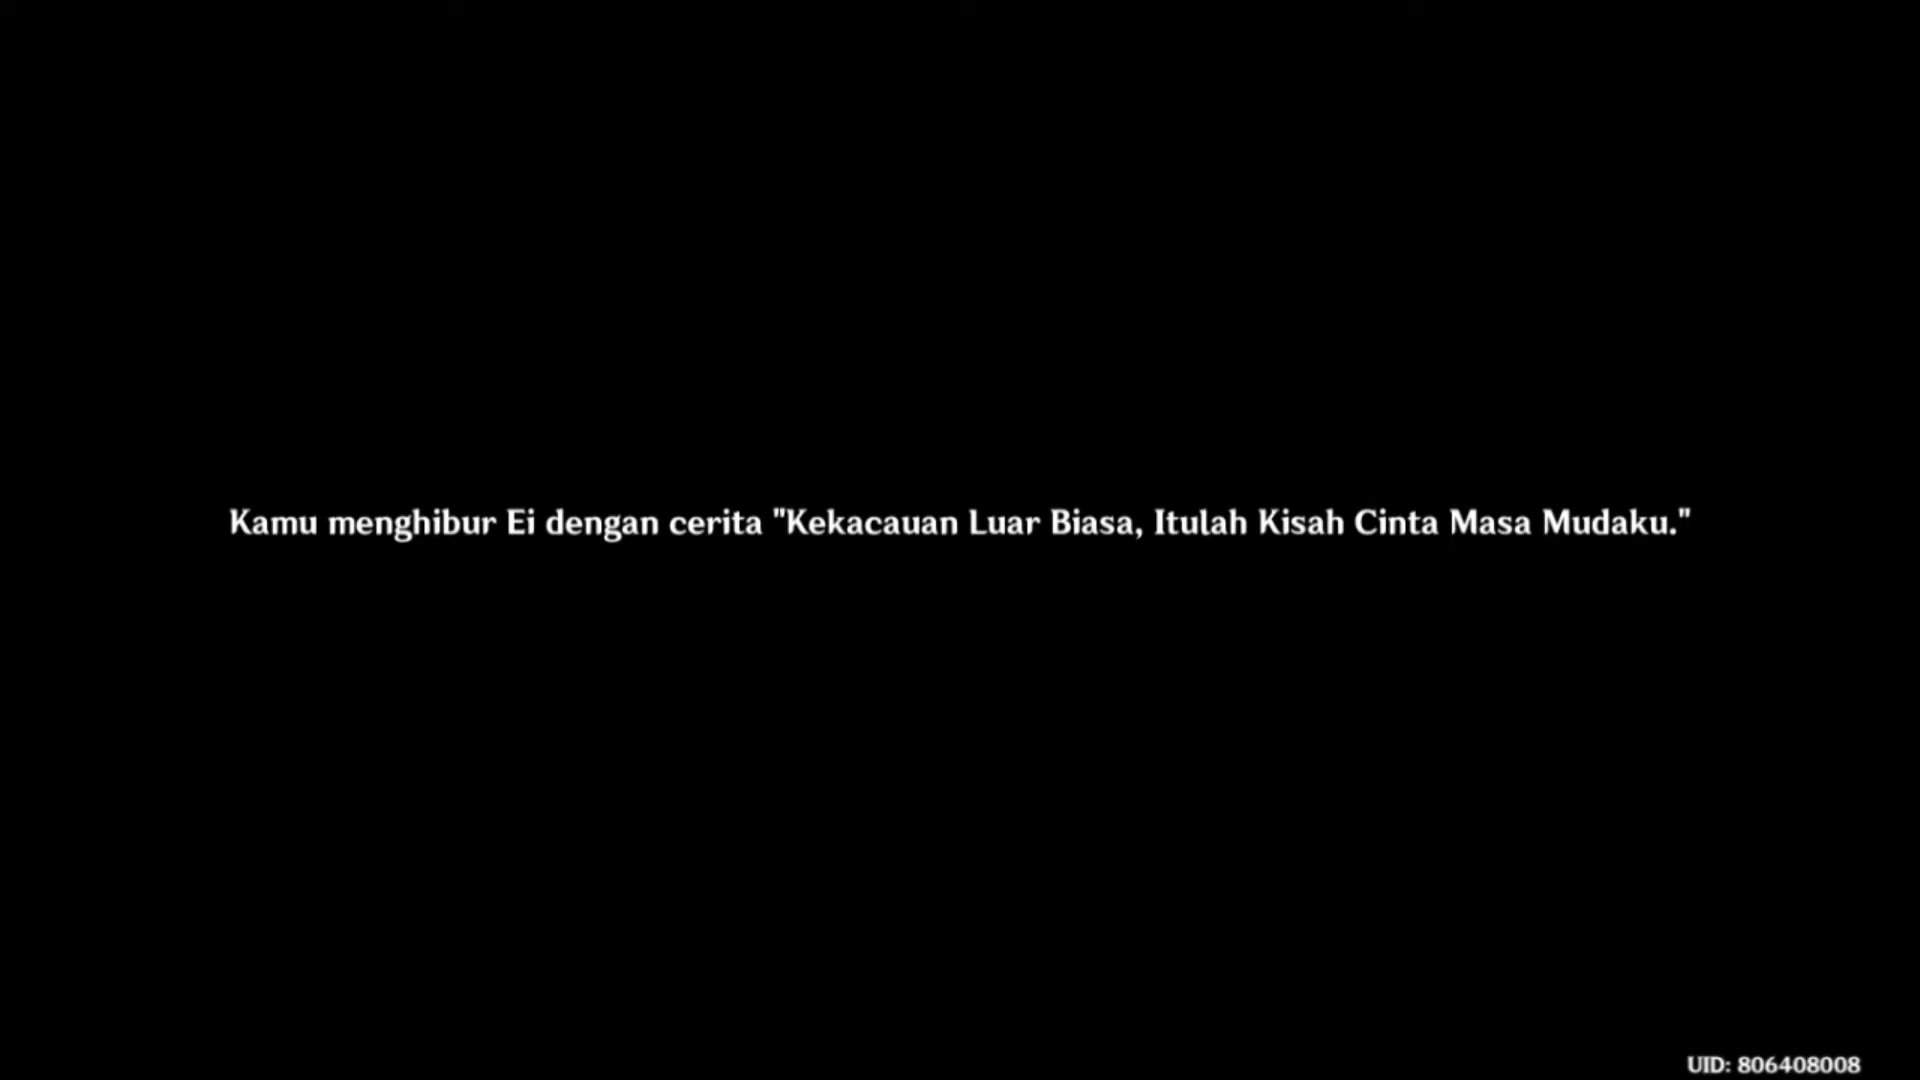 Kamu menghibur Ei dengan cerita "Kekacauan Luar Biasa, Itulah Kisah Cinta Masa Mudaku."
UID: 806408008